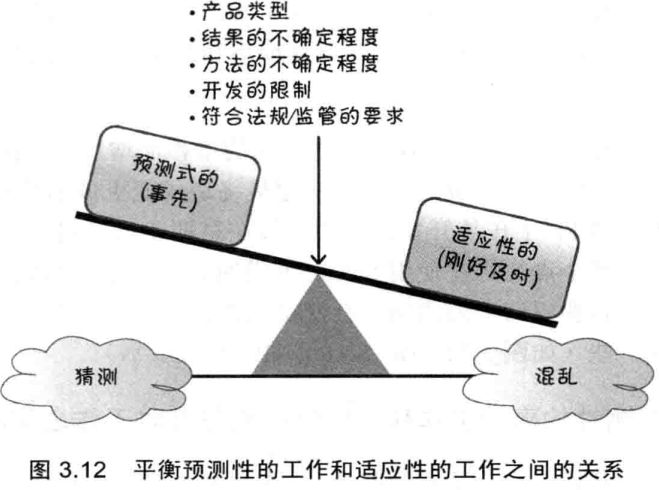 ·产品类型
·结果的不确定程度
·方法的不确定程度
·开发的限制
·符合法规/监管的要求
预测式的
(事先)
适应性的
(刚好及时)
猜测
混乱
图 3.12 平衡预测性的工作和适应性的工作之间的关系